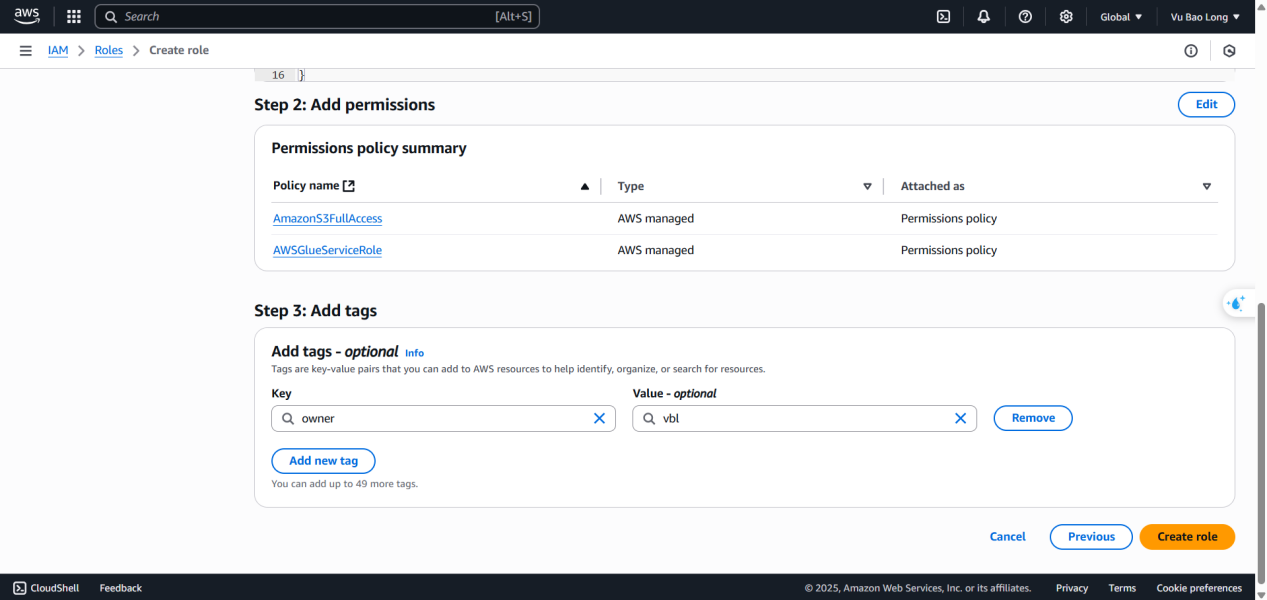 aws Search [Alt+S] Global Vu Bao Long
IAM Roles Create role
16 }
Step 2: Add permissions Edit
Permissions policy summary
Policy name Type Attached as
AmazonS3FullAccess AWS managed Permissions policy
AWSGlueServiceRole AWS managed Permissions policy
Step 3: Add tags
Add tags - optional Info
Tags are key-value pairs that you can add to AWS resources to help identify, organize, or search for resources.
Key Value - optional
owner vbl Remove
Add new tag
You can add up to 49 more tags.
Cancel Previous Create role
CloudShell Feedback © 2025, Amazon Web Services, Inc. or its affiliates. Privacy Terms Cookie preferences